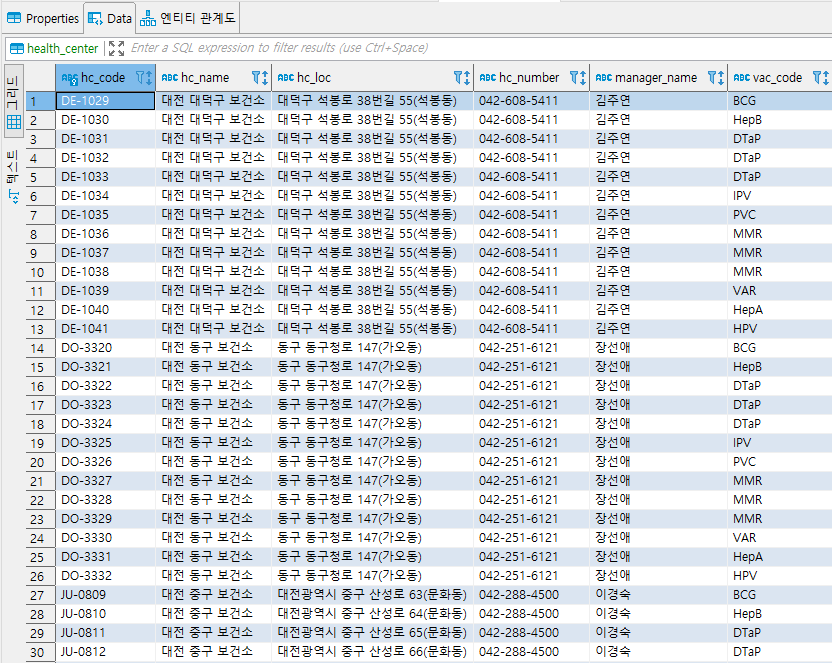 Properties Data 엔티티 관계도
health_center Enter a SQL expression to filter results (use Ctrl+Space)
그리드
텍스트
ABC hc_code ABC hc_name ABC hc_loc ABC hc_number ABC manager_name ABC vac_code
1 DE-1029 대전 대덕구 보건소 대덕구 석봉로 38번길 55(석봉동) 042-608-5411 김주연 BCG
2 DE-1030 대전 대덕구 보건소 대덕구 석봉로 38번길 55(석봉동) 042-608-5411 김주연 HepB
3 DE-1031 대전 대덕구 보건소 대덕구 석봉로 38번길 55(석봉동) 042-608-5411 김주연 DTaP
4 DE-1032 대전 대덕구 보건소 대덕구 석봉로 38번길 55(석봉동) 042-608-5411 김주연 DTaP
5 DE-1033 대전 대덕구 보건소 대덕구 석봉로 38번길 55(석봉동) 042-608-5411 김주연 DTaP
6 DE-1034 대전 대덕구 보건소 대덕구 석봉로 38번길 55(석봉동) 042-608-5411 김주연 IPV
7 DE-1035 대전 대덕구 보건소 대덕구 석봉로 38번길 55(석봉동) 042-608-5411 김주연 PVC
8 DE-1036 대전 대덕구 보건소 대덕구 석봉로 38번길 55(석봉동) 042-608-5411 김주연 MMR
9 DE-1037 대전 대덕구 보건소 대덕구 석봉로 38번길 55(석봉동) 042-608-5411 김주연 MMR
10 DE-1038 대전 대덕구 보건소 대덕구 석봉로 38번길 55(석봉동) 042-608-5411 김주연 MMR
11 DE-1039 대전 대덕구 보건소 대덕구 석봉로 38번길 55(석봉동) 042-608-5411 김주연 VAR
12 DE-1040 대전 대덕구 보건소 대덕구 석봉로 38번길 55(석봉동) 042-608-5411 김주연 HepA
13 DE-1041 대전 대덕구 보건소 대덕구 석봉로 38번길 55(석봉동) 042-608-5411 김주연 HPV
14 DO-3320 대전 동구 보건소 동구 동구청로 147(가오동) 042-251-6121 장선애 BCG
15 DO-3321 대전 동구 보건소 동구 동구청로 147(가오동) 042-251-6121 장선애 HepB
16 DO-3322 대전 동구 보건소 동구 동구청로 147(가오동) 042-251-6121 장선애 DTaP
17 DO-3323 대전 동구 보건소 동구 동구청로 147(가오동) 042-251-6121 장선애 DTaP
18 DO-3324 대전 동구 보건소 동구 동구청로 147(가오동) 042-251-6121 장선애 DTaP
19 DO-3325 대전 동구 보건소 동구 동구청로 147(가오동) 042-251-6121 장선애 IPV
20 DO-3326 대전 동구 보건소 동구 동구청로 147(가오동) 042-251-6121 장선애 PVC
21 DO-3327 대전 동구 보건소 동구 동구청로 147(가오동) 042-251-6121 장선애 MMR
22 DO-3328 대전 동구 보건소 동구 동구청로 147(가오동) 042-251-6121 장선애 MMR
23 DO-3329 대전 동구 보건소 동구 동구청로 147(가오동) 042-251-6121 장선애 MMR
24 DO-3330 대전 동구 보건소 동구 동구청로 147(가오동) 042-251-6121 장선애 VAR
25 DO-3331 대전 동구 보건소 동구 동구청로 147(가오동) 042-251-6121 장선애 HepA
26 DO-3332 대전 동구 보건소 동구 동구청로 147(가오동) 042-251-6121 장선애 HPV
27 JU-0809 대전 중구 보건소 대전광역시 중구 산성로 63(문화동) 042-288-4500 이경숙 BCG
28 JU-0810 대전 중구 보건소 대전광역시 중구 산성로 64(문화동) 042-288-4500 이경숙 HepB
29 JU-0811 대전 중구 보건소 대전광역시 중구 산성로 65(문화동) 042-288-4500 이경숙 DTaP
30 JU-0812 대전 중구 보건소 대전광역시 중구 산성로 66(문화동) 042-288-4500 이경숙 DTaP